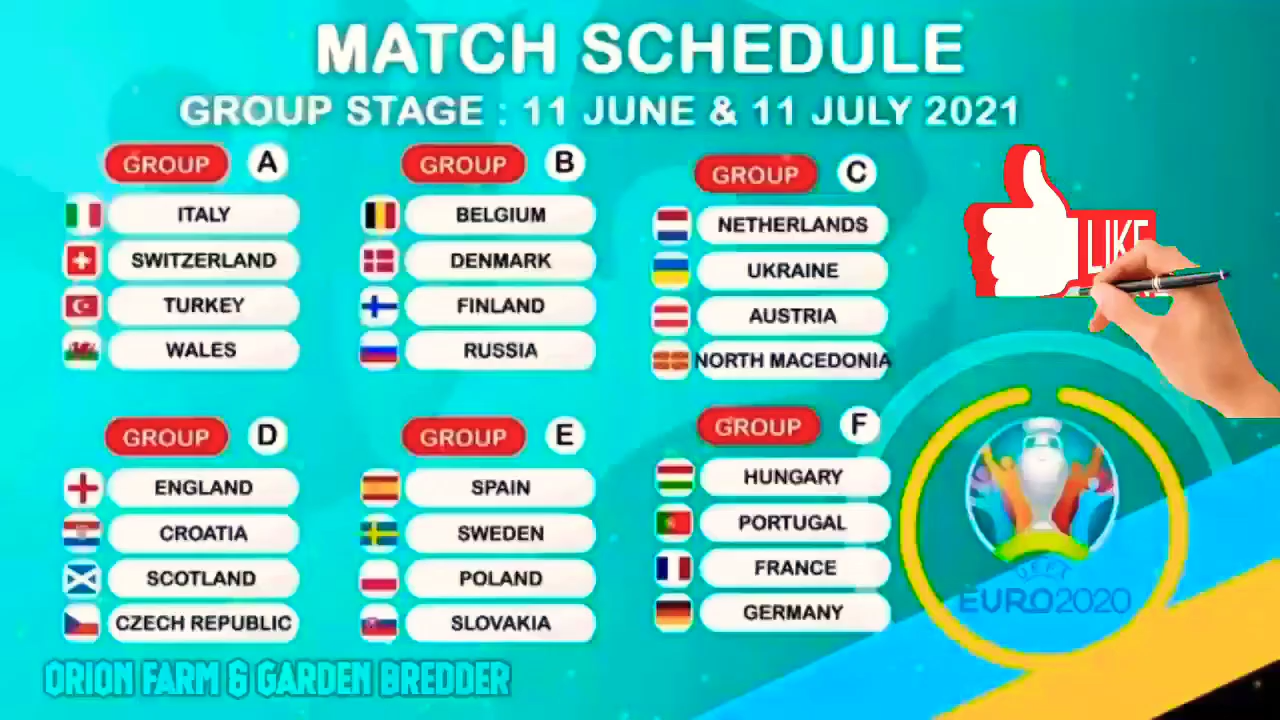 MATCH SCHEDULE
GROUP STAGE : 11 JUNE & 11 JULY 2021
GROUP A
ITALY
SWITZERLAND
TURKEY
WALES
GROUP B
BELGIUM
DENMARK
FINLAND
RUSSIA
GROUP C
NETHERLANDS
UKRAINE
AUSTRIA
NORTH MACEDONIA
LIKE
GROUP D
ENGLAND
CROATIA
SCOTLAND
CZECH REPUBLIC
GROUP E
SPAIN
SWEDEN
POLAND
SLOVAKIA
GROUP F
HUNGARY
PORTUGAL
FRANCE
GERMANY
EURO2020
ORION FARM & GARDEN BREDDER